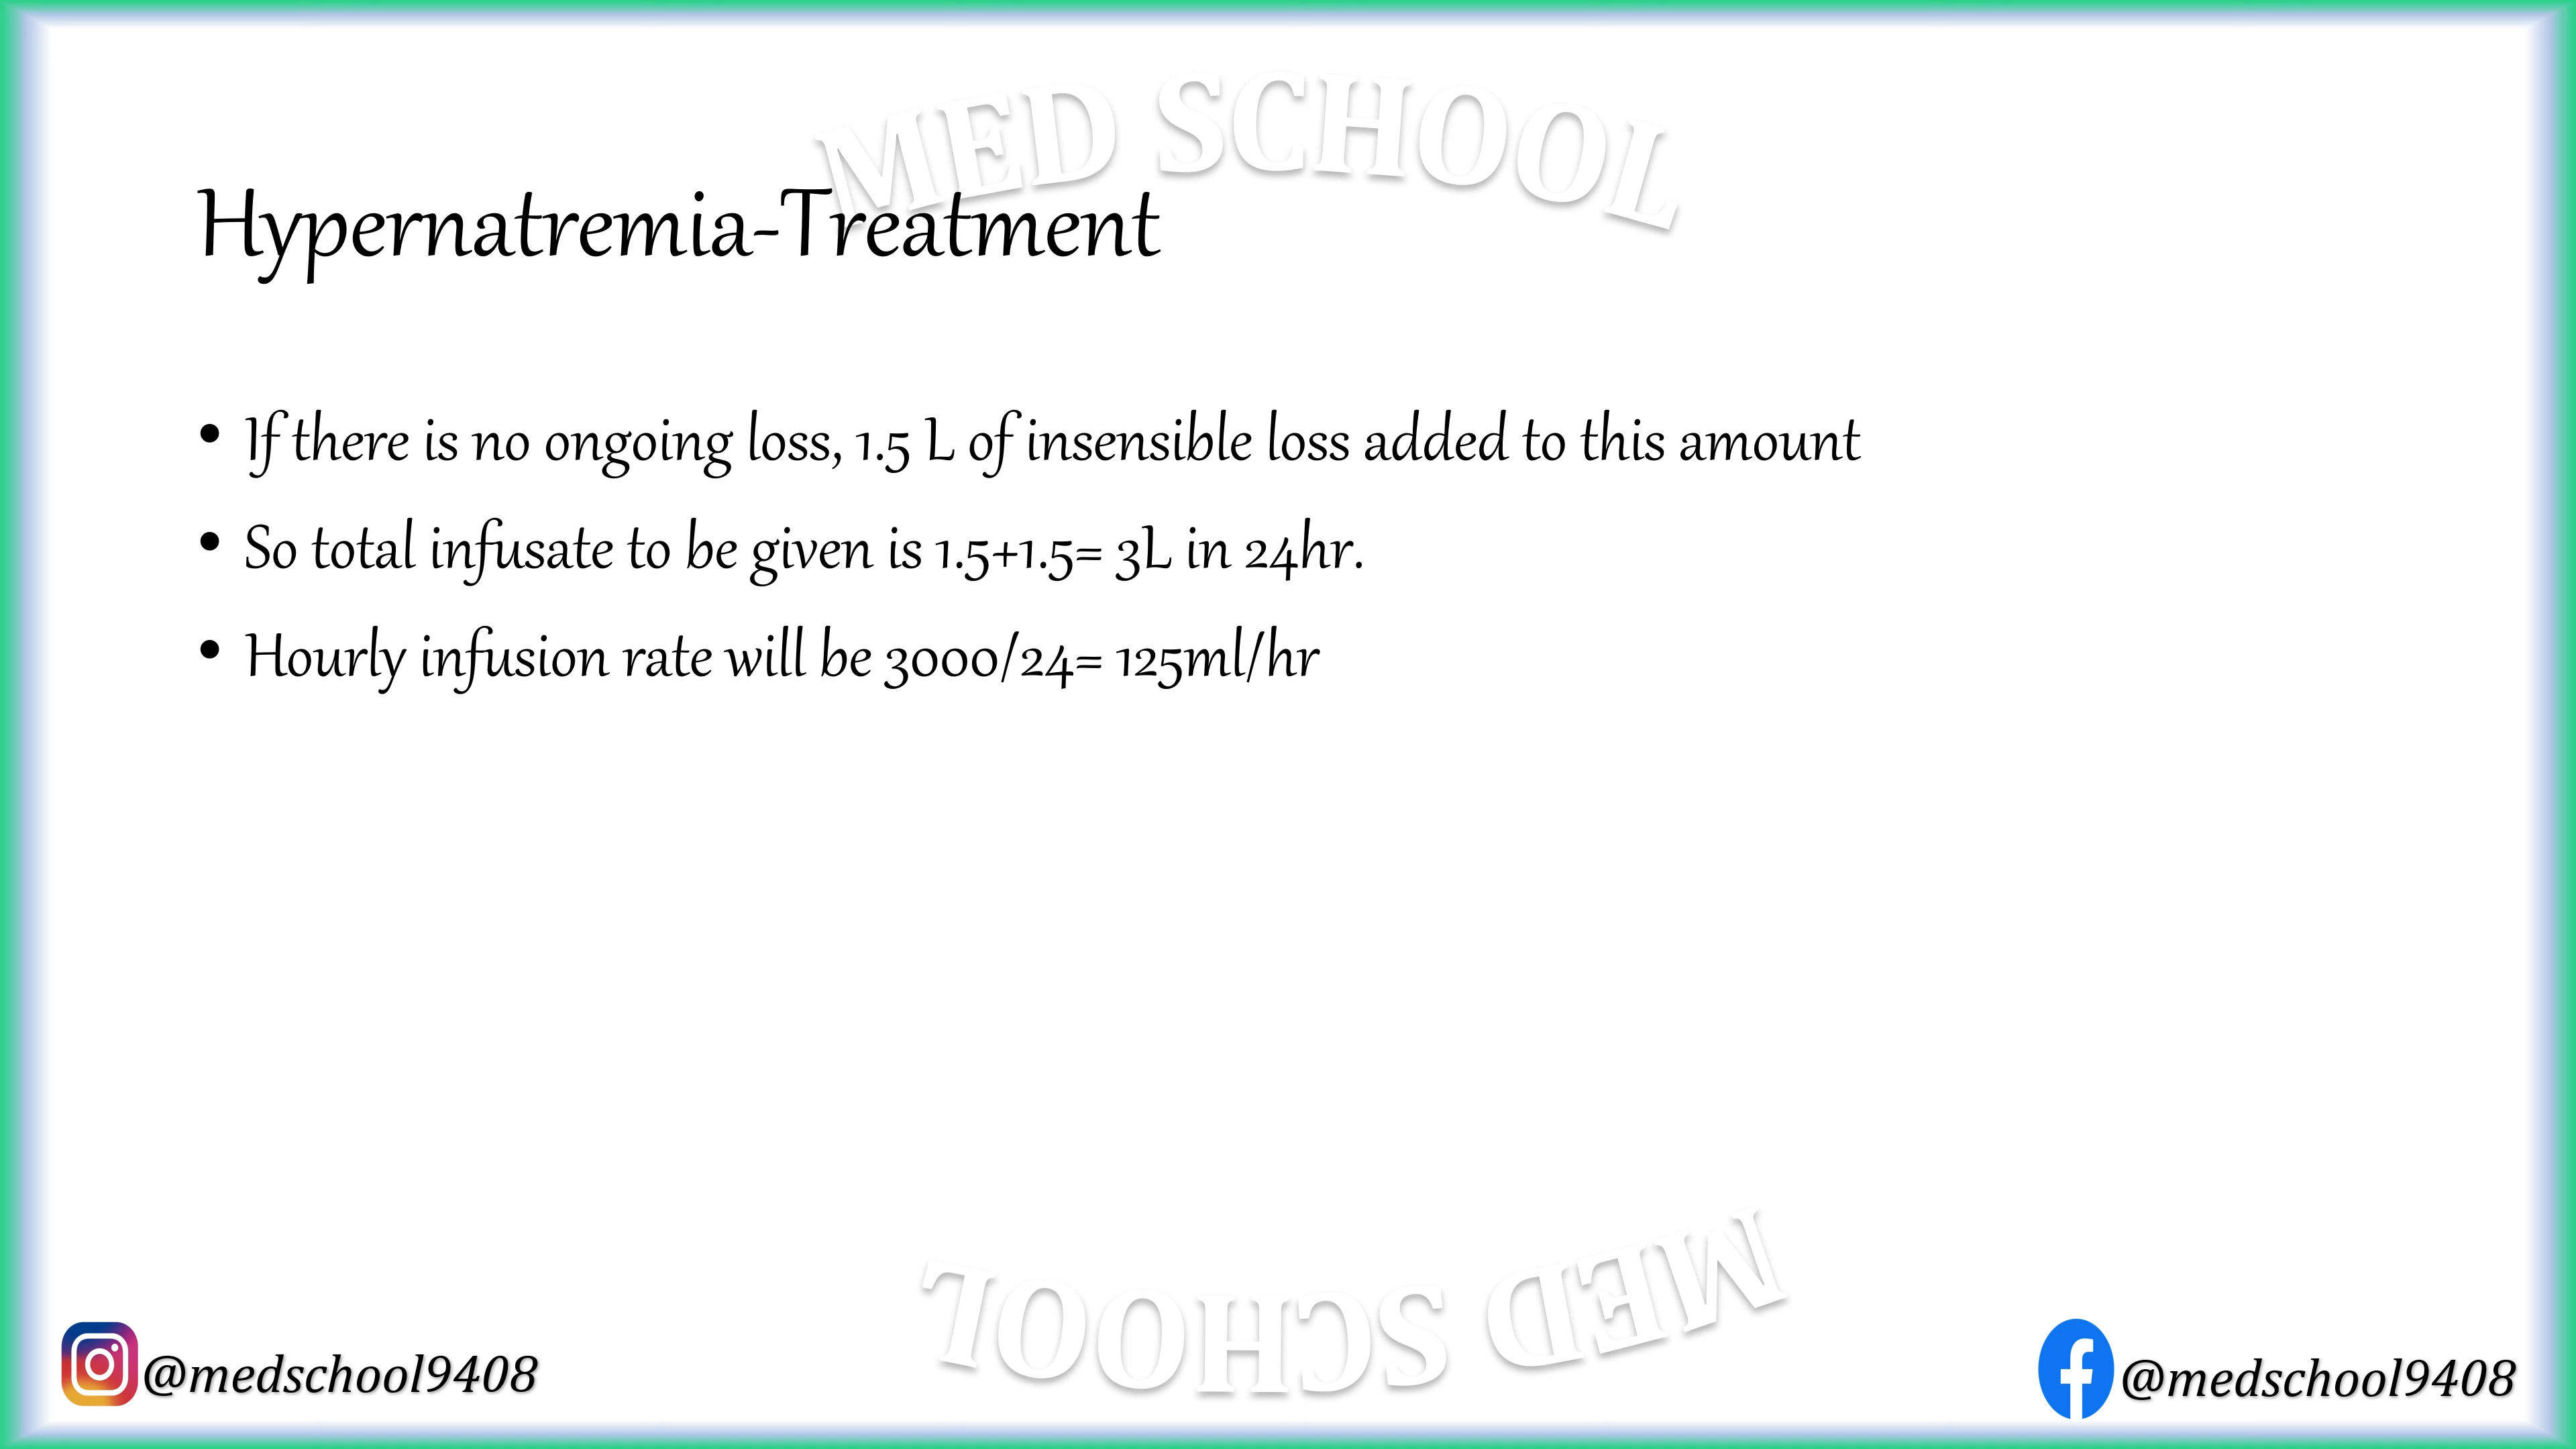 MED SCHOOL
Hypernatremia-Treatment
• If there is no ongoing loss, 1.5 L of insensible loss added to this amount
• So total infusate to be given is 1.5+1.5= 3L in 24hr.
• Hourly infusion rate will be 3000/24= 125ml/hr
MED SCHOOL
@medschool9408
@medschool9408